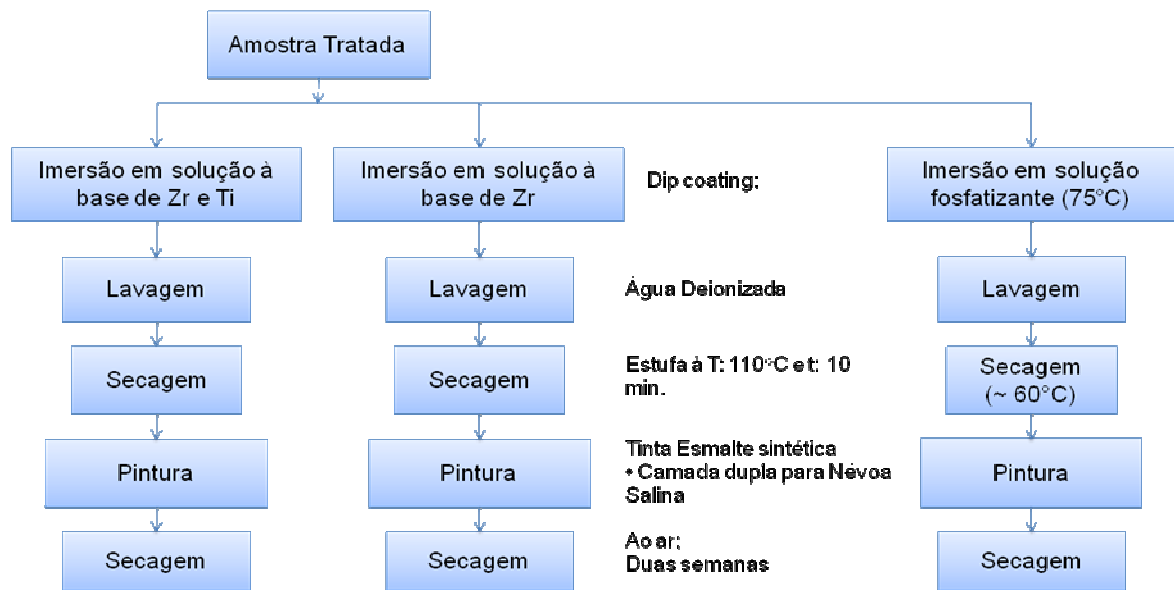 Amostra Tratada
Imersão em solução à
base de Zr e Ti
Imersão em solução à
base de Zr
Dip coating;
Imersão em solução
fosfatizante (75°C)
Lavagem
Lavagem
Água Deionizada
Lavagem
Secagem
Secagem
Estufa à T: 110°C e t: 10
min.
Secagem
(~ 60°C)
Pintura
Pintura
Tinta Esmalte sintética
• Camada dupla para Névoa
Salina
Pintura
Secagem
Secagem
Ao ar;
Duas semanas
Secagem